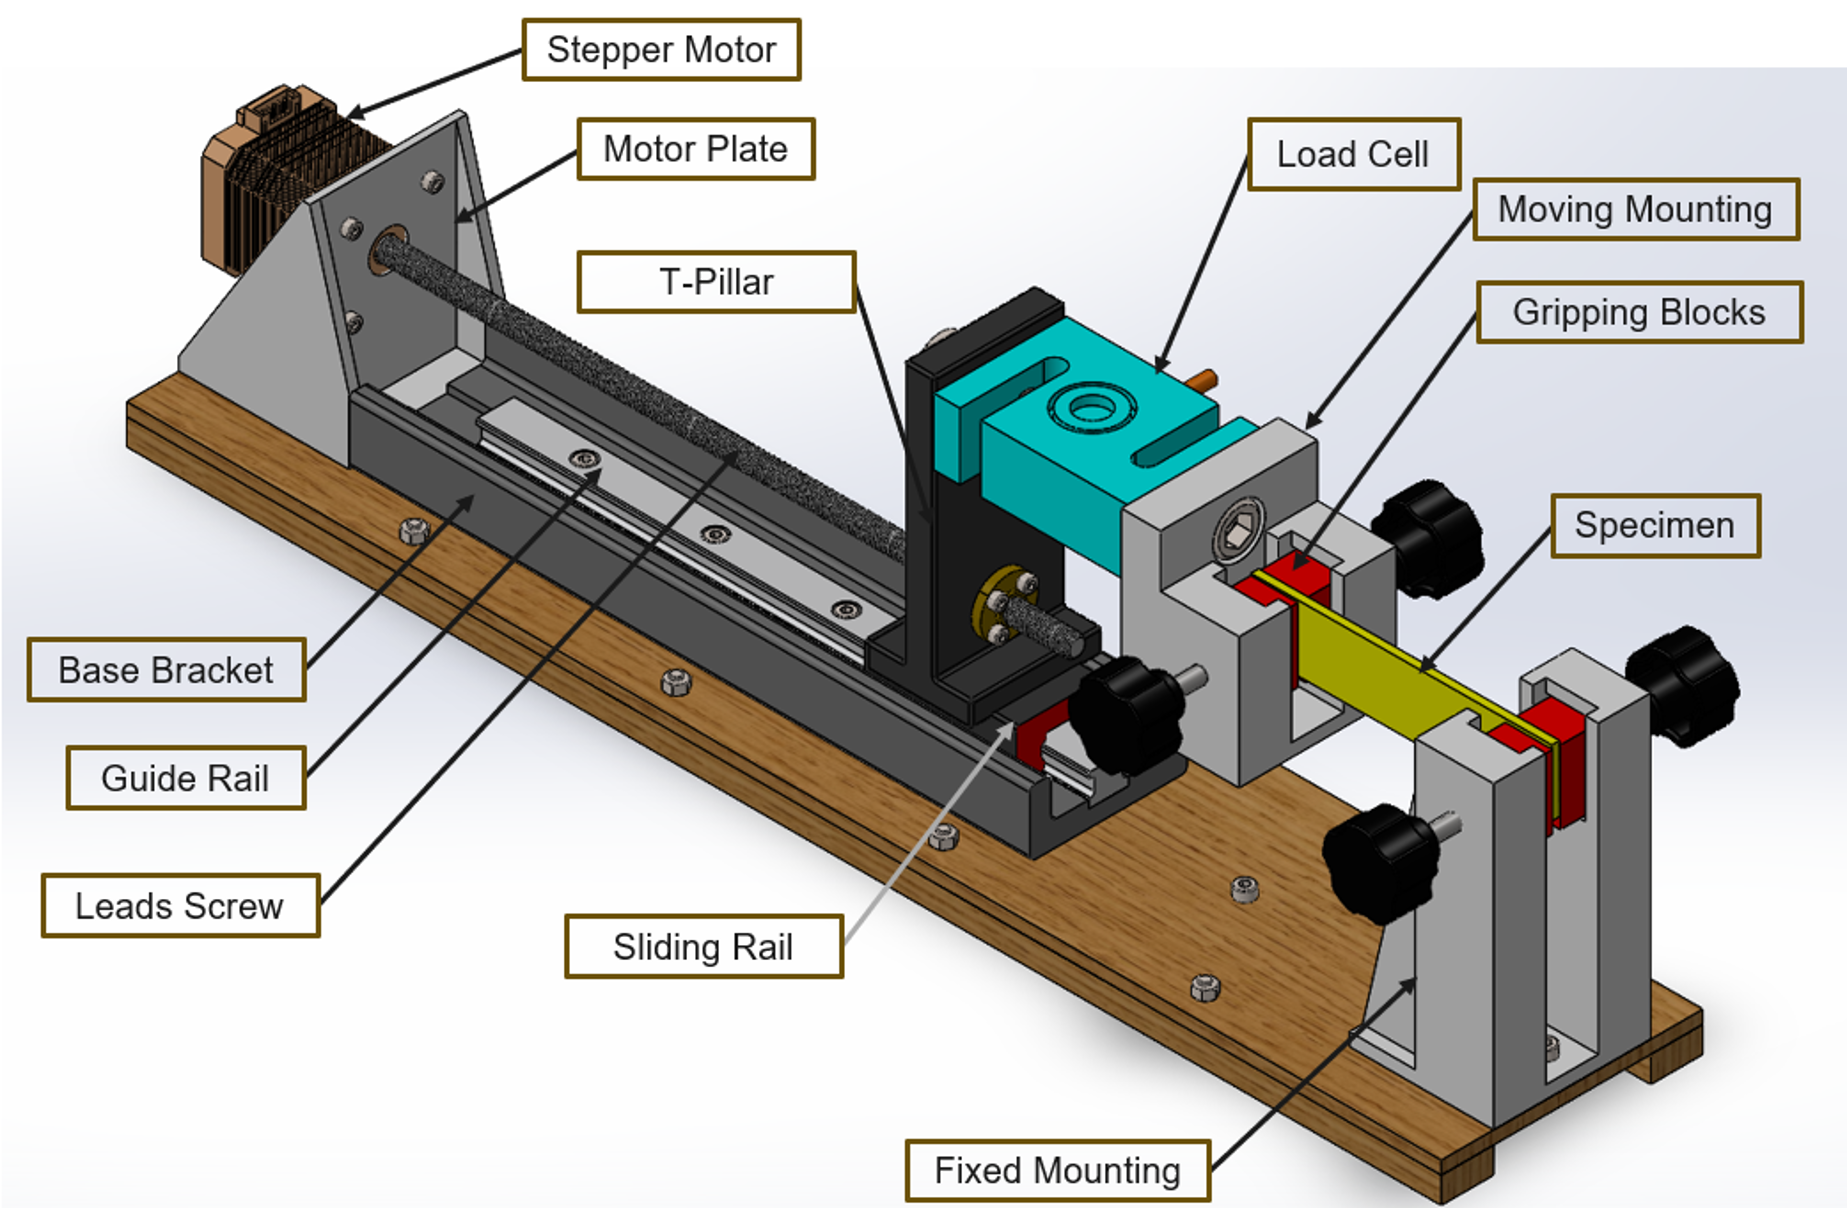 Stepper Motor
Motor Plate
Load Cell
Moving Mounting
T-Pillar
Gripping Blocks
Specimen
Base Bracket
Guide Rail
Leads Screw
Sliding Rail
Fixed Mounting